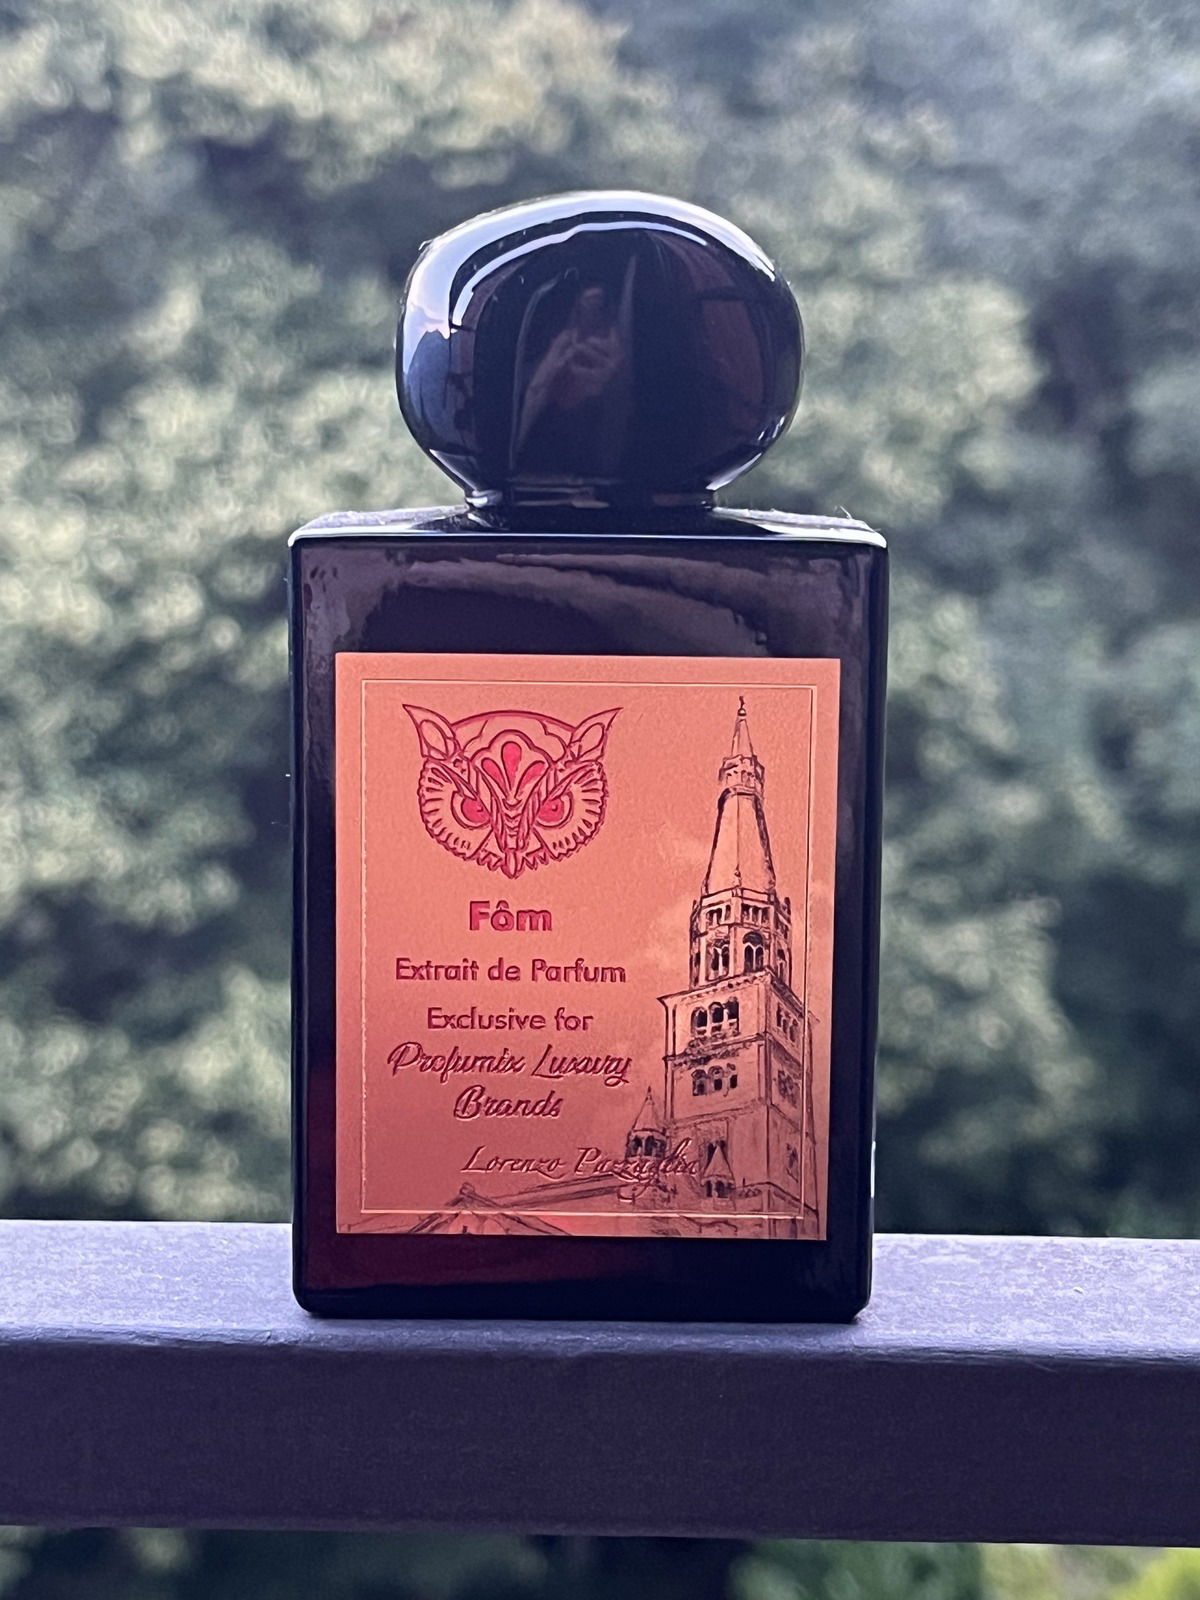 Fôm
Extrait de Parfum
Exclusive for
Profumix Luxury
Brands
Lorenzo Pazzaglia